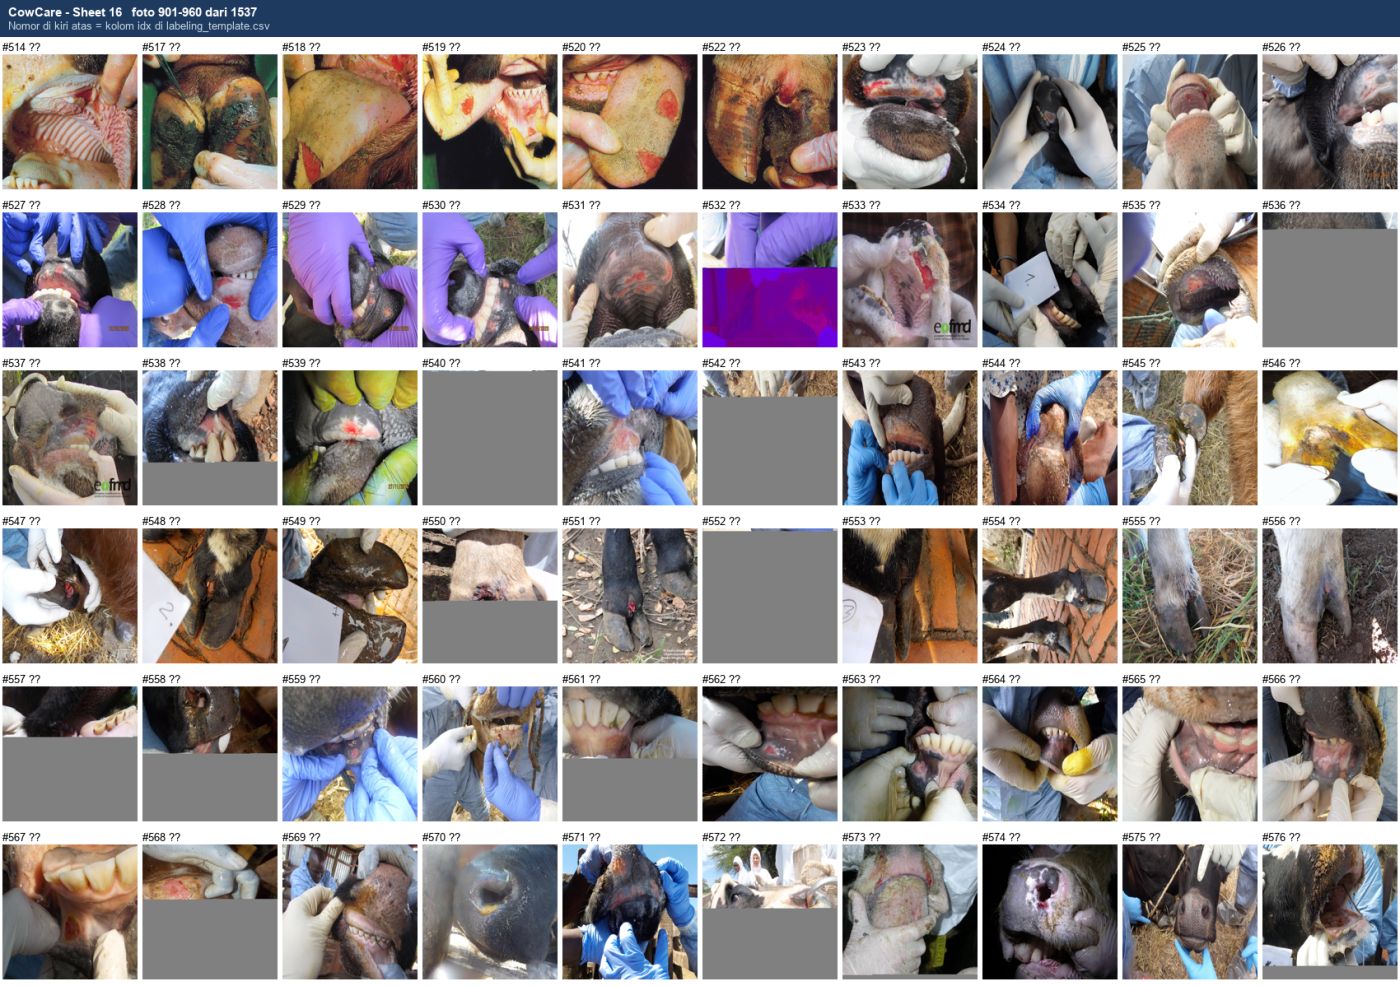 CowCare - Sheet 16 foto 901-960 dari 1537
Nomor di kiri atas = kolom idx di labeling_template.csv
#514 ?? #517 ?? #518 ?? #519 ?? #520 ?? #522 ?? #523 ?? #524 ?? #525 ?? #526 ??
#527 ?? #528 ?? #529 ?? #530 ?? #531 ?? #532 ?? #533 ?? #534 ?? #535 ?? #536 ??
eofmd
#537 ?? #538 ?? #539 ?? #540 ?? #541 ?? #542 ?? #543 ?? #544 ?? #545 ?? #546 ??
eofmd
#547 ?? #548 ?? #549 ?? #550 ?? #551 ?? #552 ?? #553 ?? #554 ?? #555 ?? #556 ??
#557 ?? #558 ?? #559 ?? #560 ?? #561 ?? #562 ?? #563 ?? #564 ?? #565 ?? #566 ??
#567 ?? #568 ?? #569 ?? #570 ?? #571 ?? #572 ?? #573 ?? #574 ?? #575 ?? #576 ??